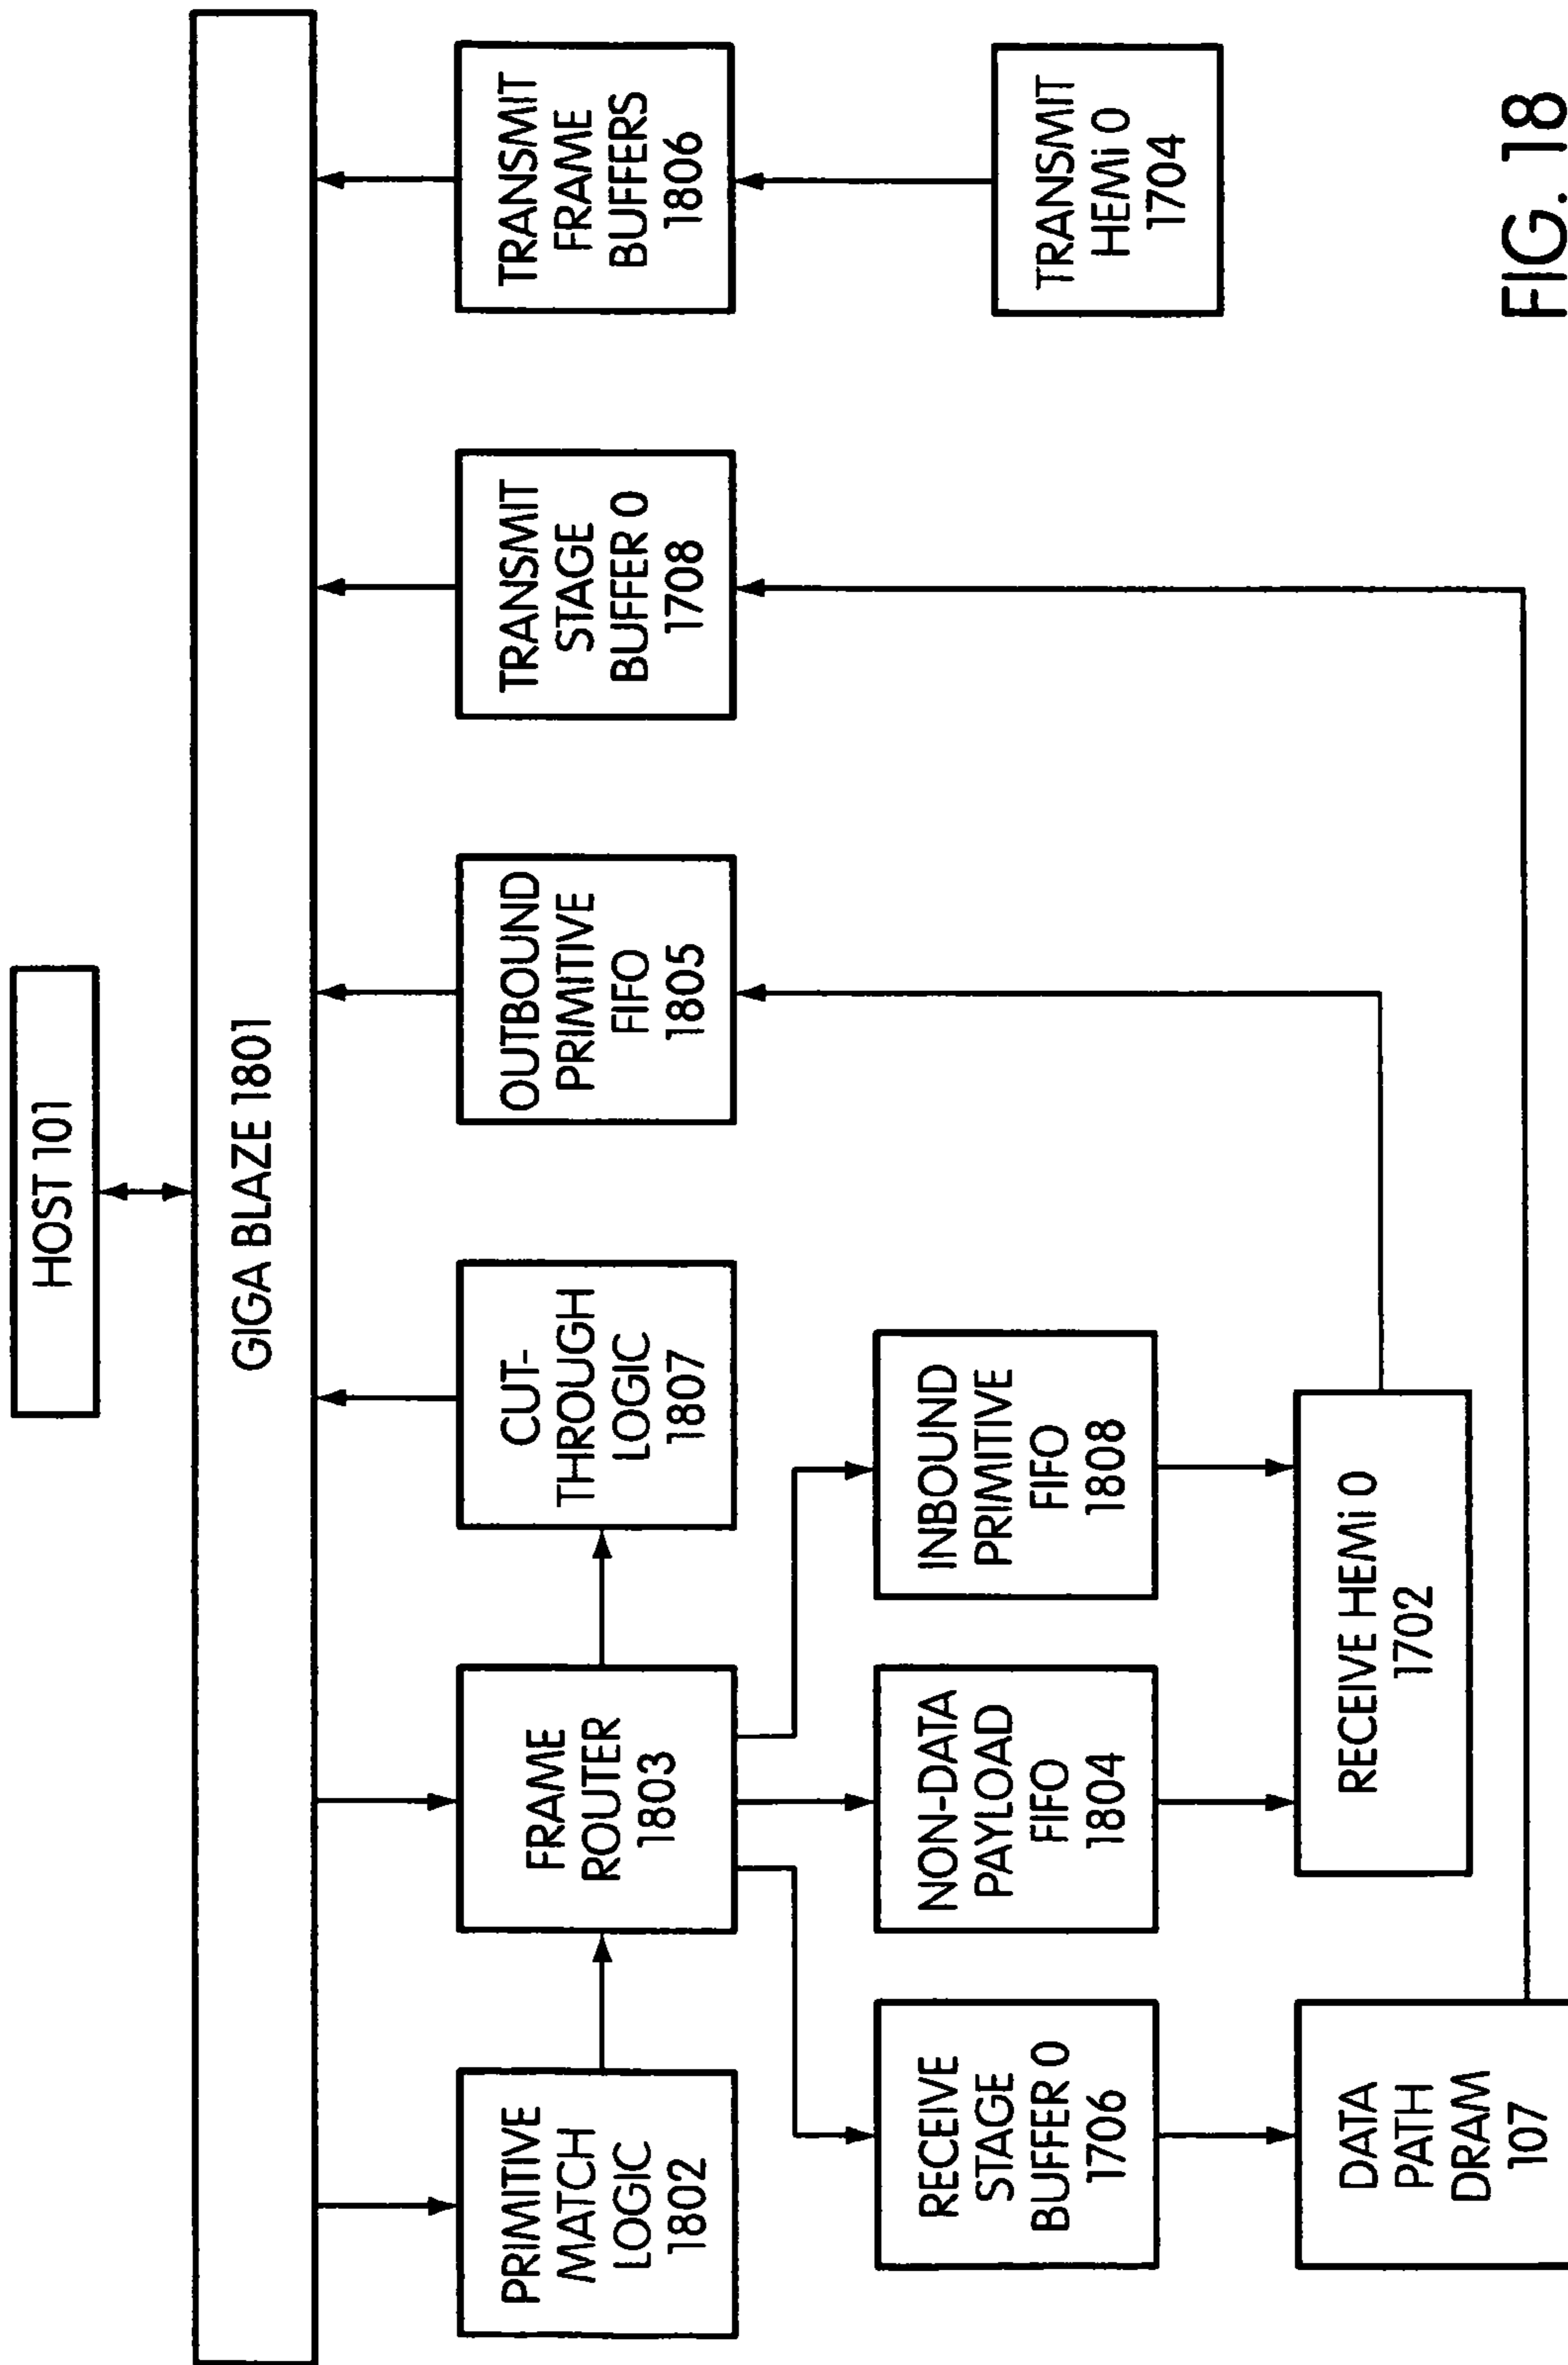 HOST 101
GIGA BLAZE 1801
PRIMITIVE
MATCH
LOGIC
1802
FRAME
ROUTER
1803
CUT-
THROUGH
LOGIC
1807
OUTBOUND
PRIMITIVE
FIFO
1805
TRANSMIT
STAGE
BUFFER 0
1708
TRANSMIT
FRAME
BUFFERS
1806
RECEIVE
STAGE
BUFFER 0
1706
NON-DATA
PAYLOAD
FIFO
1804
INBOUND
PRIMITIVE
FIFO
1808
TRANSMIT
HEMi 0
1704
DATA
PATH
DRAM
107
RECEIVE HEMi 0
1702
FIG. 18